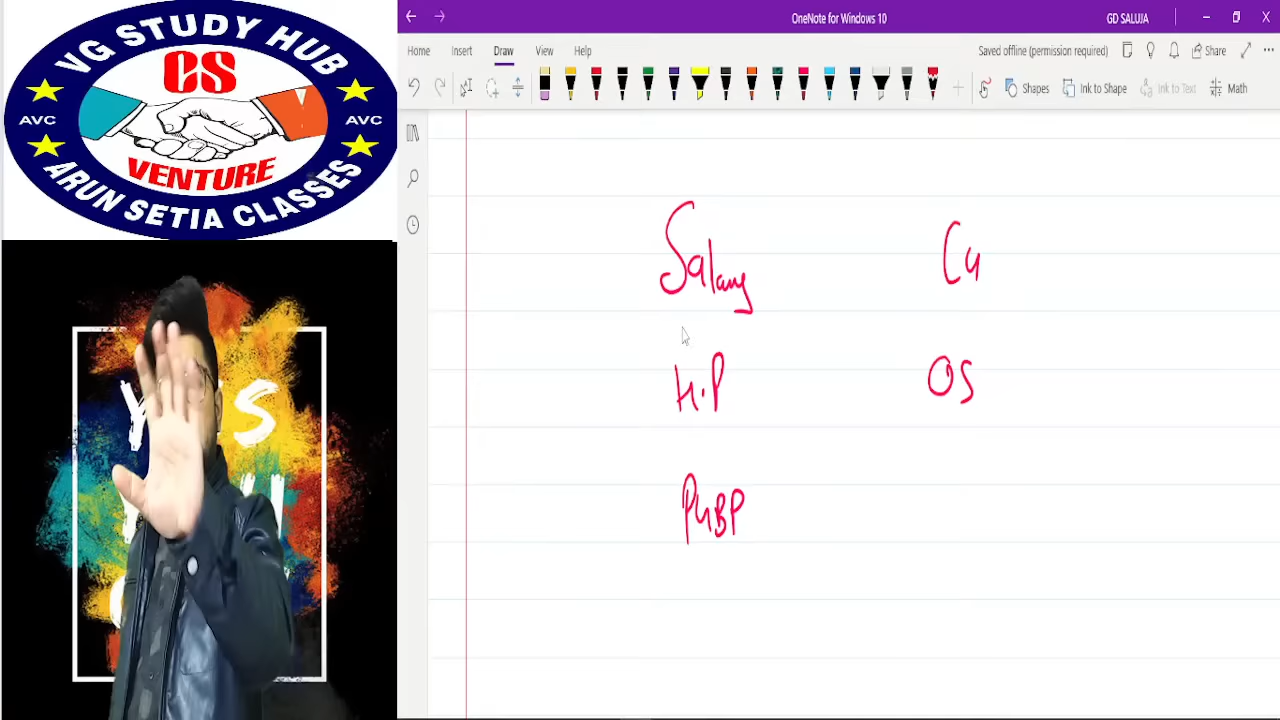 VG STUDY HUB
CS
AVC
AVC
VENTURE
ARUN SETIA CLASSES
OneNote for Windows 10
GD SALUJA
Home
Insert
Draw
View
Help
Saved offline (permission required)
Share
Shapes
Ink to Shape
Ink to Text
Math
Salary
CG
H.P
OS
PGBP